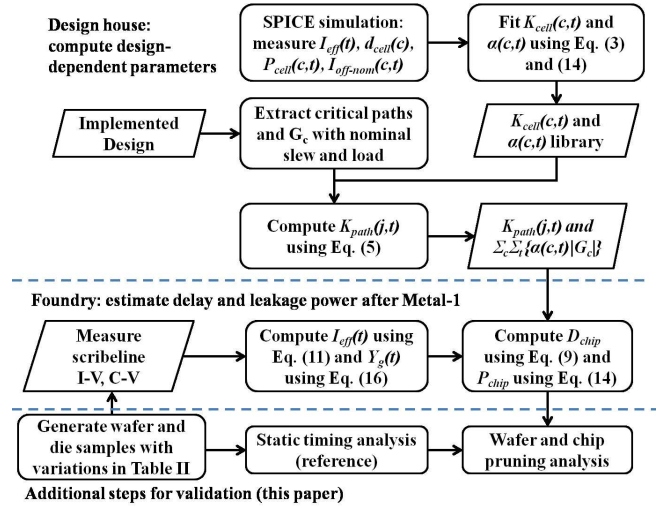 Design house:
compute design-
dependent parameters
SPICE simulation:
measure I_eff(t), d_cell(c),
P_cell(c,t), I_off-nom(c,t)
Fit K_cell(c,t) and
α(c,t) using Eq. (3)
and (14)
Implemented
Design
Extract critical paths
and G_c with nominal
slew and load
K_cell(c,t) and
α(c,t) library
Compute K_path(j,t)
using Eq. (5)
K_path(j,t) and
Σ_cΣ_t{α(c,t)|G_c|}
Foundry: estimate delay and leakage power after Metal-1
Measure
scribeline
I-V, C-V
Compute I_eff(t) using
Eq. (11) and Y_g(t)
using Eq. (16)
Compute D_chip
using Eq. (9) and
P_chip using Eq. (14)
Generate wafer and
die samples with
variations in Table II
Static timing analysis
(reference)
Wafer and chip
pruning analysis
Additional steps for validation (this paper)